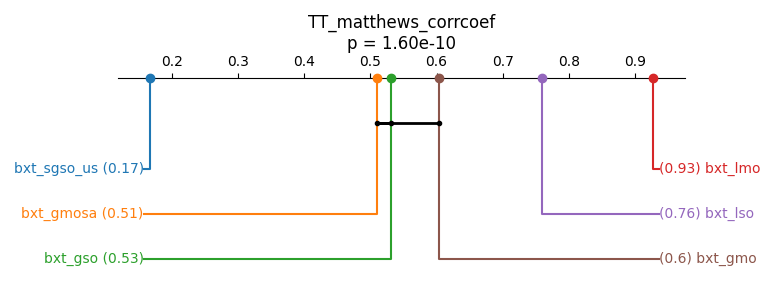 TT_matthews_corrcoef
p = 1.60e-10
0.2 0.3 0.4 0.5 0.6 0.7 0.8 0.9
bxt_sgso_us (0.17) (0.93) bxt_lmo
bxt_gmosa (0.51) (0.76) bxt_lso
bxt_gso (0.53) (0.6) bxt_gmo